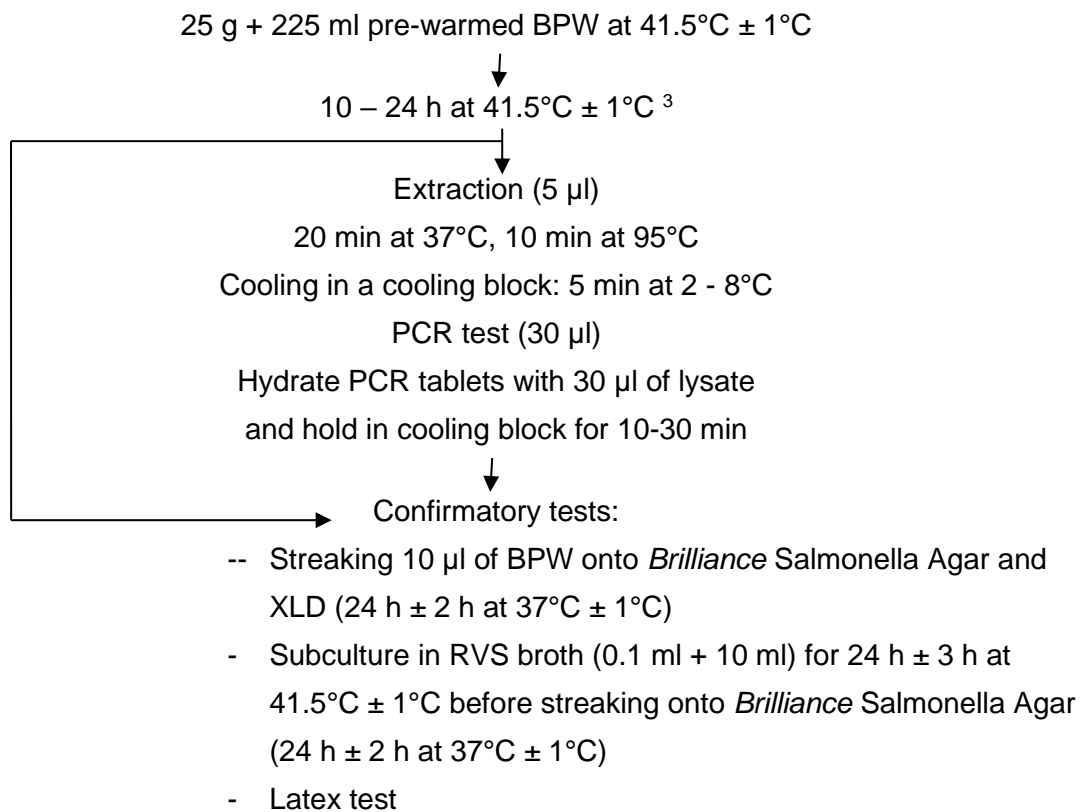 25 g + 225 ml pre-warmed BPW at 41.5°C ± 1°C
10 – 24 h at 41.5°C ± 1°C ³
Extraction (5 µl)
20 min at 37°C, 10 min at 95°C
Cooling in a cooling block: 5 min at 2 - 8°C
PCR test (30 µl)
Hydrate PCR tablets with 30 µl of lysate
and hold in cooling block for 10-30 min
Confirmatory tests:
-- Streaking 10 µl of BPW onto Brilliance Salmonella Agar and
XLD (24 h ± 2 h at 37°C ± 1°C)
- Subculture in RVS broth (0.1 ml + 10 ml) for 24 h ± 3 h at
41.5°C ± 1°C before streaking onto Brilliance Salmonella Agar
(24 h ± 2 h at 37°C ± 1°C)
- Latex test